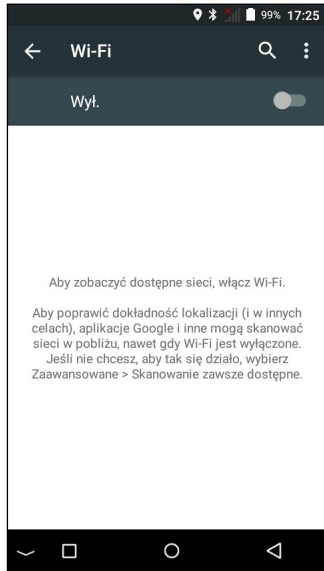 99% 17:25
Wi-Fi
Wył.
Aby zobaczyć dostępne sieci, włącz Wi-Fi.
Aby poprawić dokładność lokalizacji (i w innych
celach), aplikacje Google i inne mogą skanować
sieci w pobliżu, nawet gdy Wi-Fi jest wyłączone.
Jeśli nie chcesz, aby tak się działo, wybierz
Zaawansowane > Skanowanie zawsze dostępne.